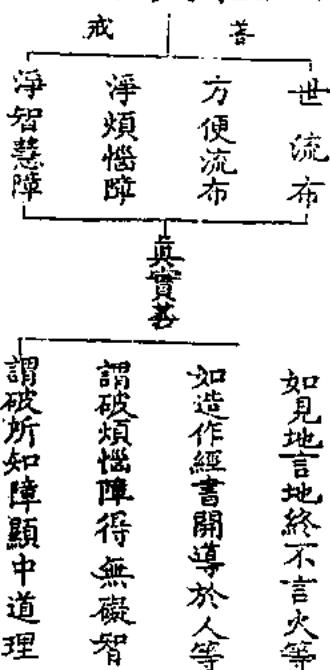 善戒
世流布
方便流布
淨煩惱障
淨智慧障
眞實義
如見地言地終不言火等
如造作經書開導於人等
謂破煩惱障得無礙智
謂破所知障顯中道理